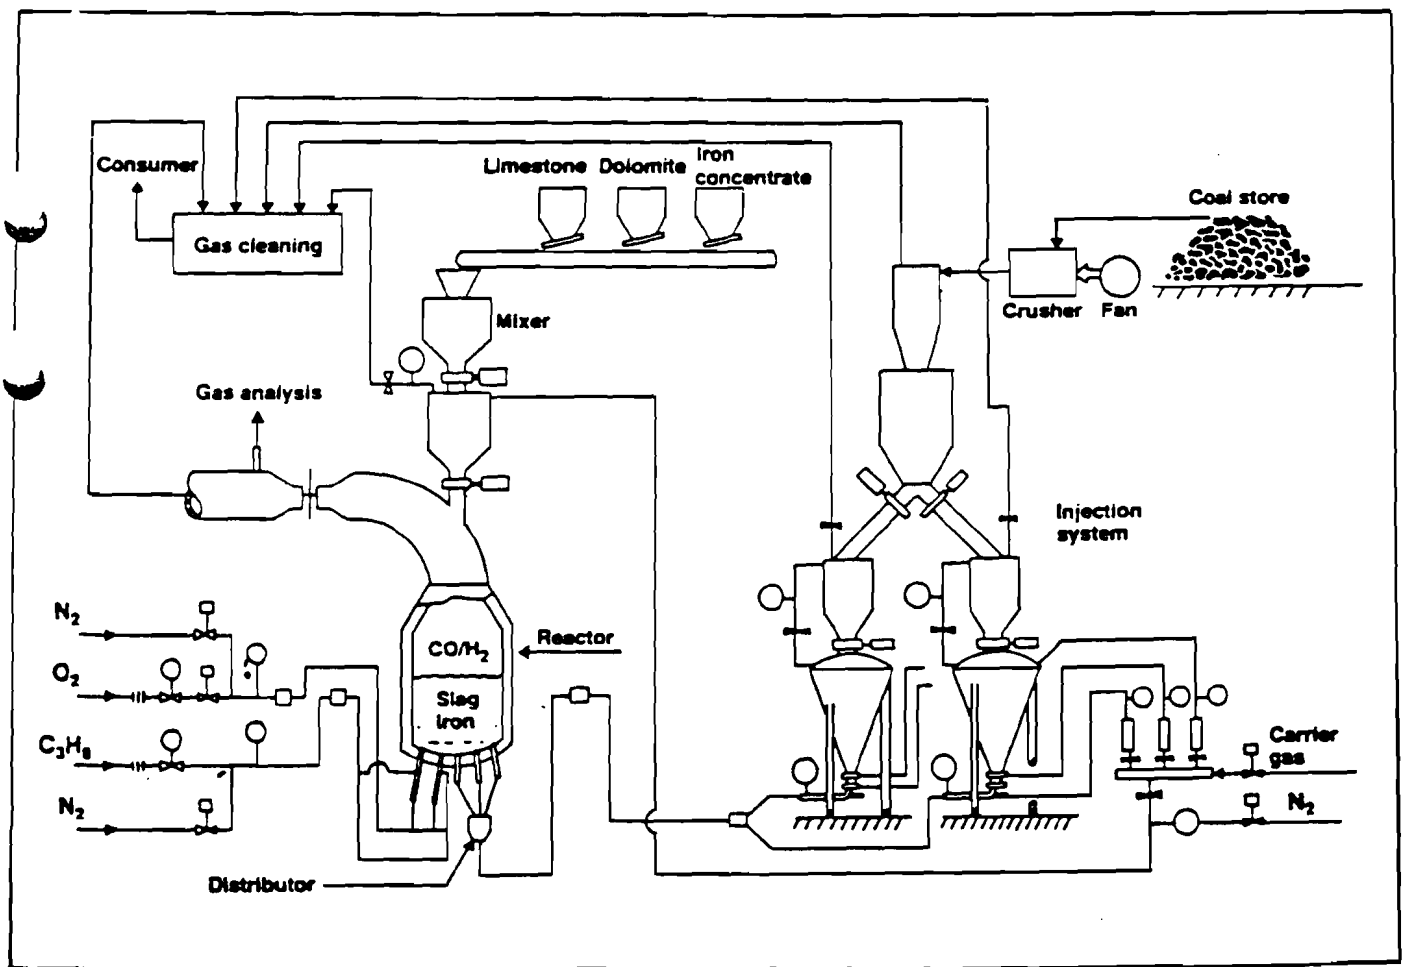 Consumer
Gas cleaning
Limestone
Dolomite
Iron
concentrate
Coal store
Crusher
Fan
Mixer
Gas analysis
Injection
system
N₂
O₂
C₃H₈
N₂
CO/H₂
Slag
Iron
Reactor
Distributor
Carrier
gas
N₂